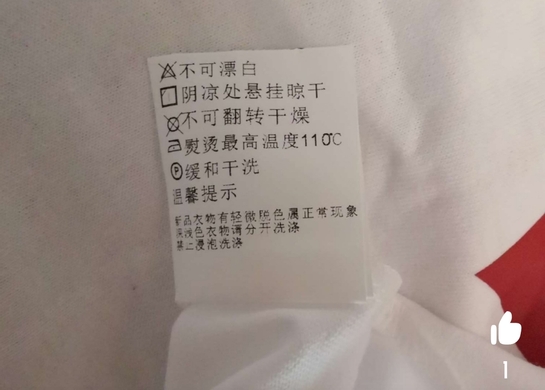 不可漂白
阴凉处悬挂晾干
不可翻转干燥
熨烫最高温度110℃
Ⓟ缓和干洗
温馨提示
新品衣物有轻微脱色属正常现象
深浅色衣物请分开洗涤
禁止浸泡洗涤
1